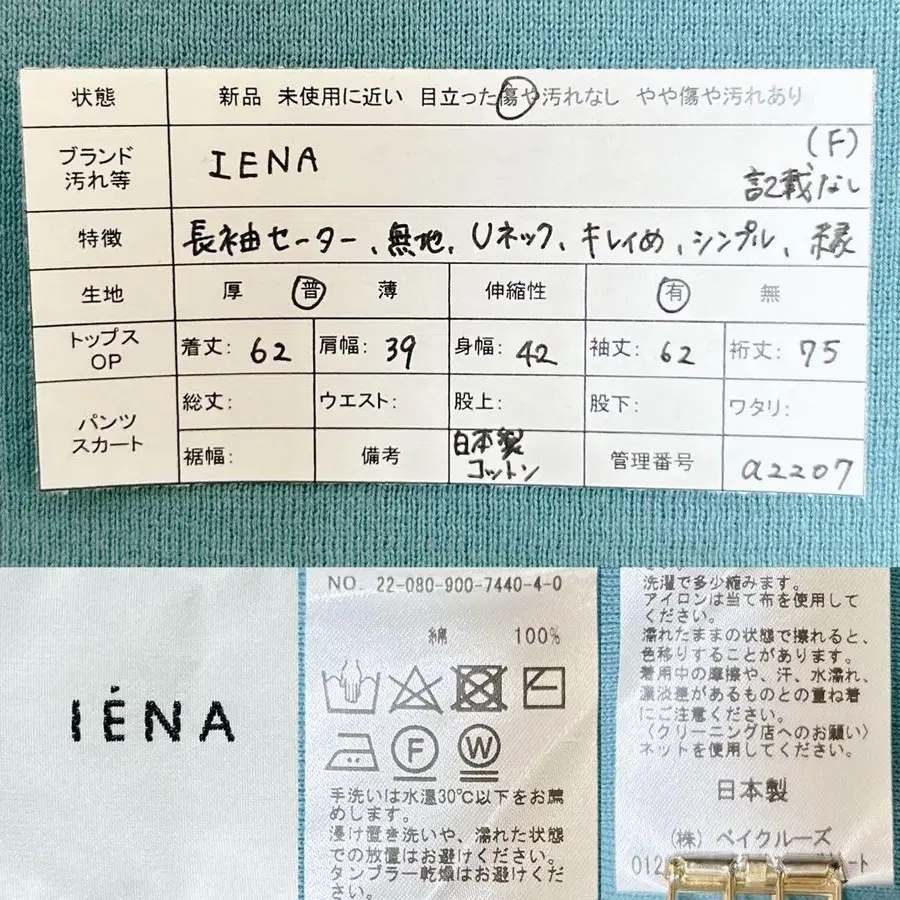 状態 新品 未使用に近い 目立った傷や汚れなし やや傷や汚れあり
ブランド 汚れ等 IENA (F) 記載なし
特徴 長袖セーター、無地、Uネック、キレイめ、シンプル、緑
生地 厚 普 薄 伸縮性 有 無
トップス OP 着丈: 62 肩幅: 39 身幅: 42 袖丈: 62 裄丈: 75
パンツ スカート 総丈: ウエスト: 股上: 股下: ワタリ:
裾幅: 備考 日本製 コットン 管理番号 a2207
IÉNA
NO. 22-080-900-7440-4-0
綿 100%
F W
手洗いは水温30℃以下をお薦
めします。
浸け置き洗いや、濡れた状態
での放置はお避けください。
タンブラー乾燥はお避けくださ
い。
洗濯で多少縮みます。
アイロンは当て布を使用して
ください。
濡れたままの状態で擦れると、
色移りすることがあります。
着用中の摩擦や、汗、水濡れ、
濃淡差があるものとの重ね着
にご注意ください。
〈クリーニング店へのお願い〉
ネットを使用してください。
日本製
(株) ベイクルーズ
012